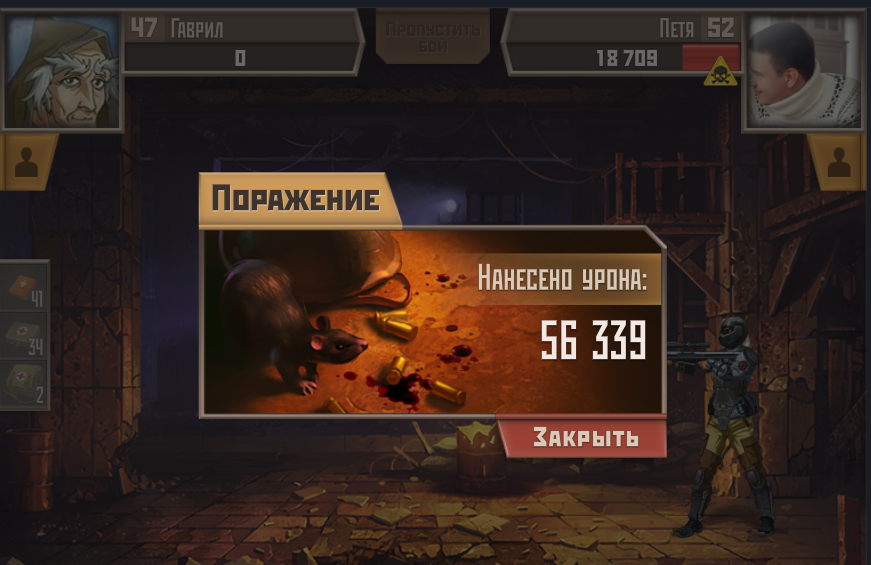 47 Гаврил
Пропустить
бой
Петя 52
0
18 709
Поражение
Нанесено урона:
56 339
41
34
2
Закрыть